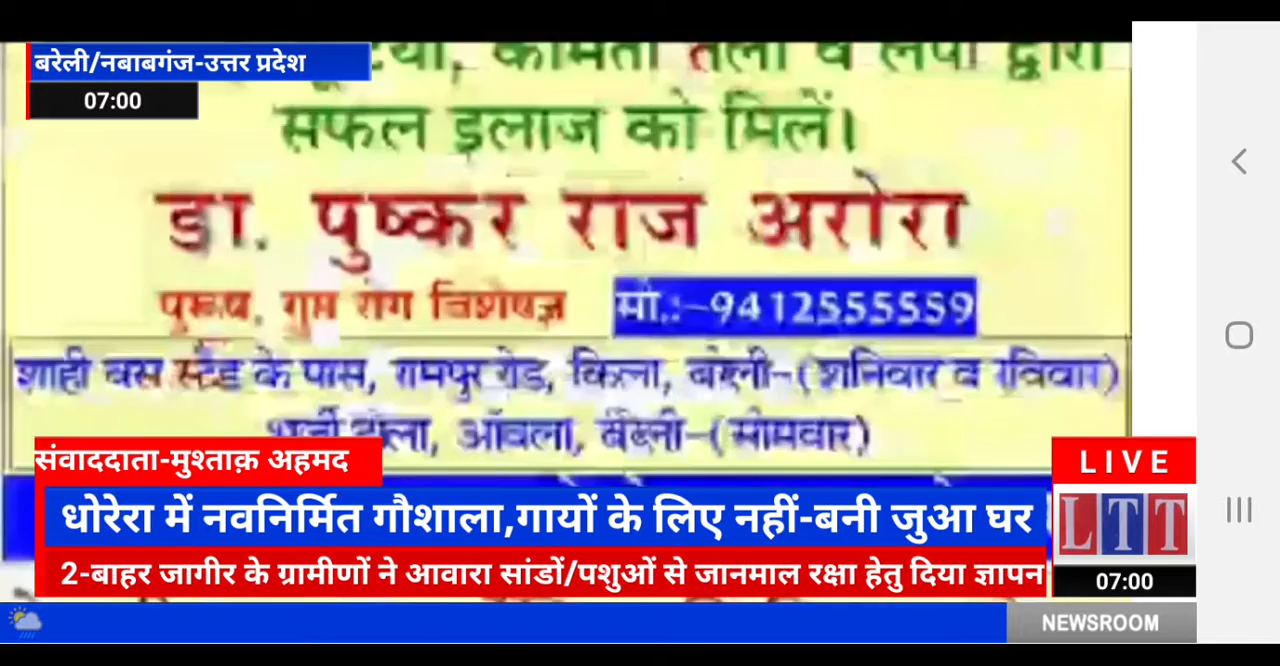 बरेली/नबाबगंज-उत्तर प्रदेश
07:00
व लेपों द्वारा
सफल इलाज को मिलें।
डा. पुष्कर राज अरोरा
पुरूष, गुप्त रोग विशेषज्ञ
मो.:-9412555559
शाही बस स्टैंड के पास, रामपुर रोड, किला, बरेली-(शनिवार व रविवार)
टोला, आँवला, बरेली-(सोमवार)
संवाददाता-मुश्ताक़ अहमद
LIVE
धोरेरा में नवनिर्मित गौशाला,गायों के लिए नहीं-बनी जुआ घर
LTT
2-बाहर जागीर के ग्रामीणों ने आवारा सांडों/पशुओं से जानमाल रक्षा हेतु दिया ज्ञापन
07:00
NEWSROOM